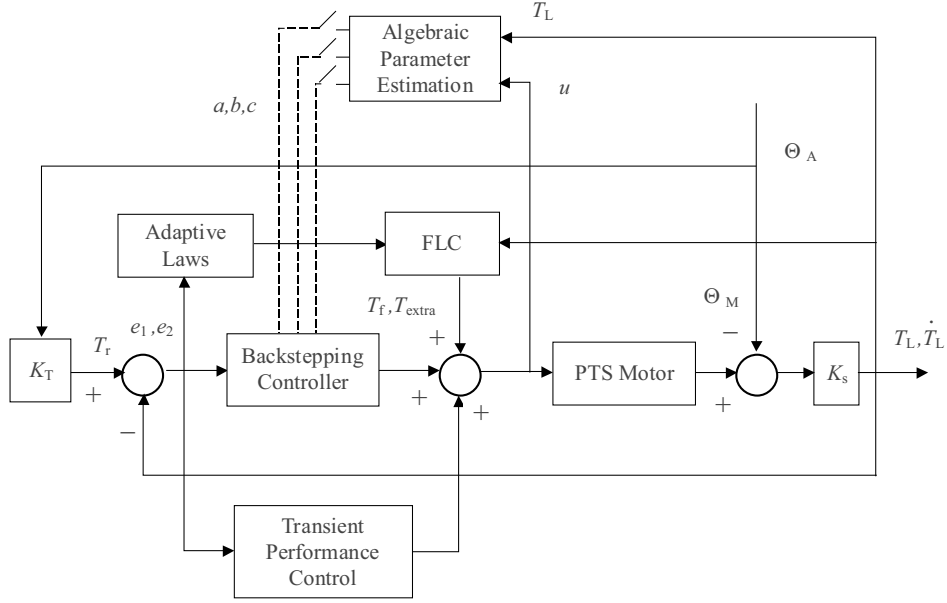 T_L
Algebraic
Parameter
Estimation
u
a,b,c
Θ_A
Adaptive
Laws
FLC
T_f, T_extra
Θ_M
e_1, e_2
T_r
K_T
Backstepping
Controller
PTS Motor
K_s
T_L, Ṫ_L
+
−
+
+
+
−
+
Transient
Performance
Control